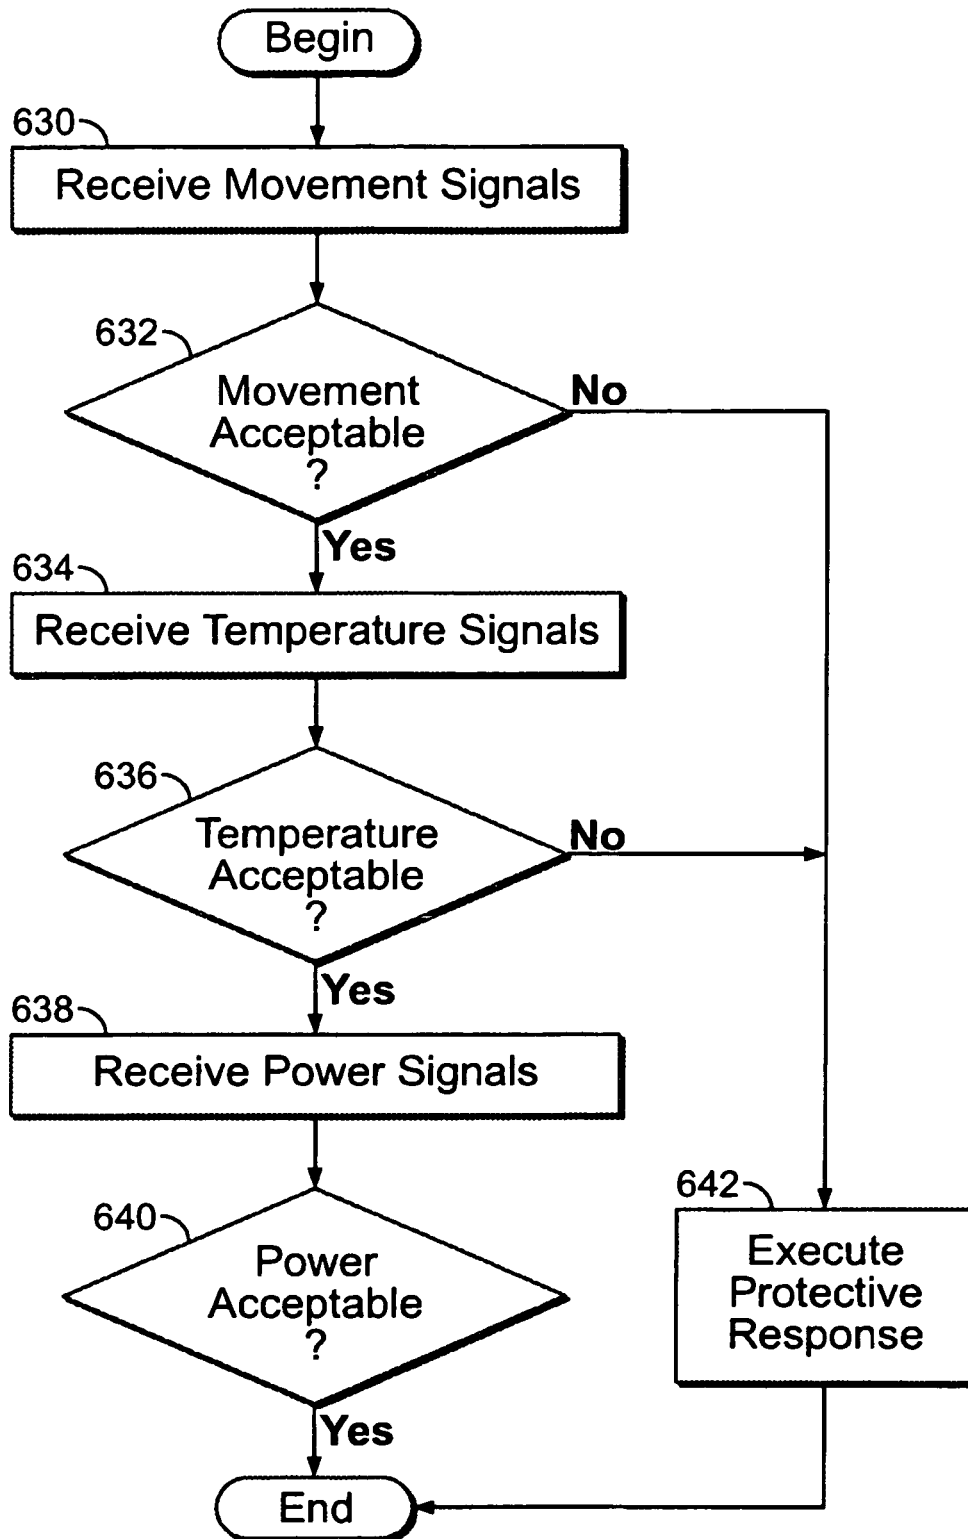 Begin
630
Receive Movement Signals
632
Movement
Acceptable
?
No
Yes
634
Receive Temperature Signals
636
Temperature
Acceptable
?
No
Yes
638
Receive Power Signals
640
Power
Acceptable
?
Yes
642
Execute
Protective
Response
End